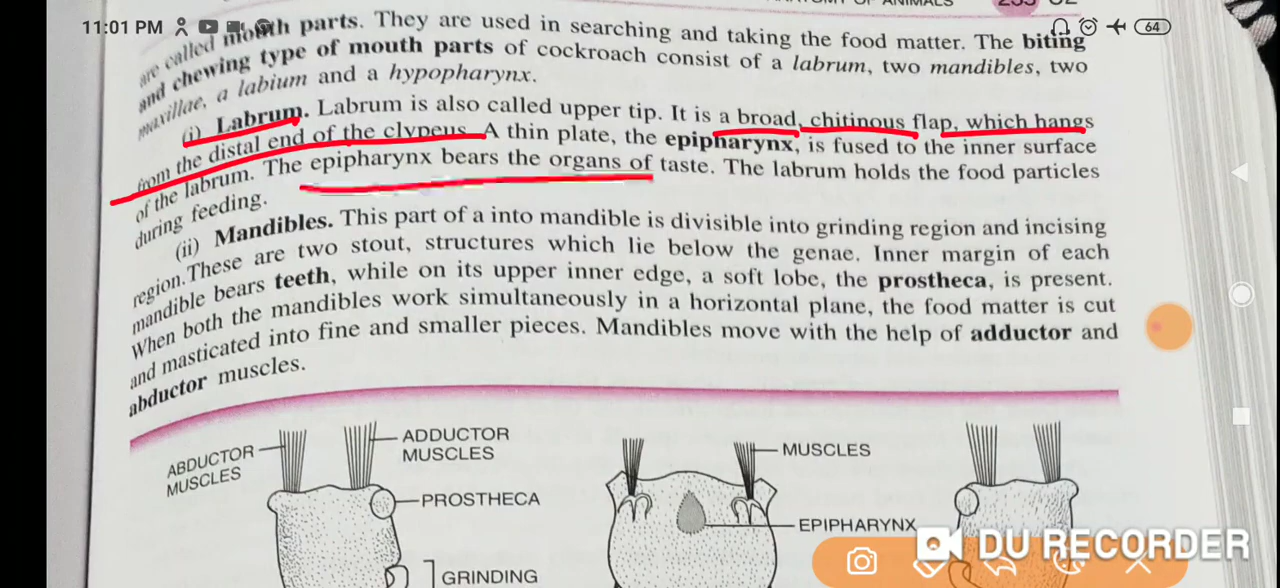 11:01 PM
64
are called mouth parts. They are used in searching and taking the food matter. The biting
and chewing type of mouth parts of cockroach consist of a labrum, two mandibles, two
maxillae, a labium and a hypopharynx.
(i) Labrum. Labrum is also called upper tip. It is a broad, chitinous flap, which hangs
from the distal end of the clypeus. A thin plate, the epipharynx, is fused to the inner surface
of the labrum. The epipharynx bears the organs of taste. The labrum holds the food particles
during feeding.
(ii) Mandibles. This part of a into mandible is divisible into grinding region and incising
region.These are two stout, structures which lie below the genae. Inner margin of each
mandible bears teeth, while on its upper inner edge, a soft lobe, the prostheca, is present.
When both the mandibles work simultaneously in a horizontal plane, the food matter is cut
and masticated into fine and smaller pieces. Mandibles move with the help of adductor and
abductor muscles.
ABDUCTOR
MUSCLES
ADDUCTOR
MUSCLES
PROSTHECA
GRINDING
MUSCLES
EPIPHARYNX
DU RECORDER